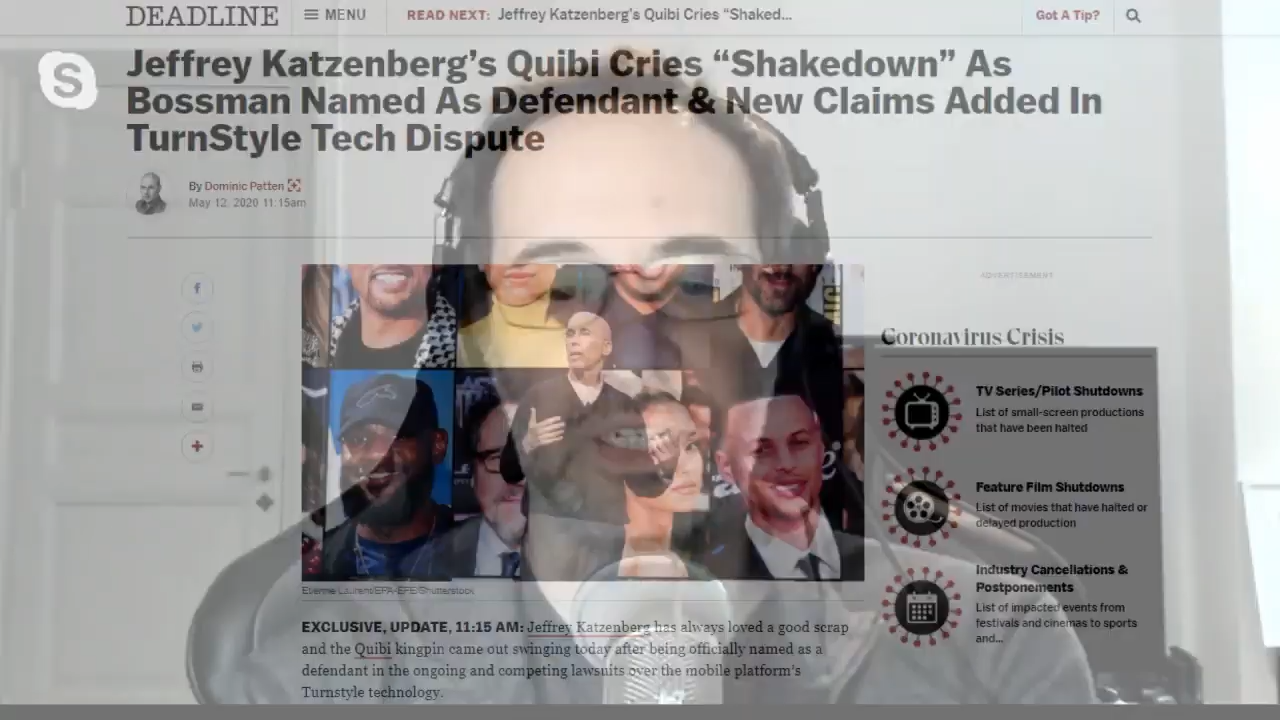 DEADLINE
MENU
READ NEXT: Jeffrey Katzenberg's Quibi Cries “Shaked...
Got A Tip?
S
Jeffrey Katzenberg’s Quibi Cries “Shakedown” As
Bossman Named As Defendant & New Claims Added In
TurnStyle Tech Dispute
By Dominic Patten
May 12, 2020 11:15am
ADVERTISEMENT
Coronavirus Crisis
TV Series/Pilot Shutdowns
List of small-screen productions
that have been halted
Feature Film Shutdowns
List of movies that have halted or
delayed production
Industry Cancellations &
Postponements
List of impacted events from
festivals and cinemas to sports
and...
Etienne Laurent/EPA-EFE/Shutterstock
EXCLUSIVE, UPDATE, 11:15 AM: Jeffrey Katzenberg has always loved a good scrap
and the Quibi kingpin came out swinging today after being officially named as a
defendant in the ongoing and competing lawsuits over the mobile platform’s
Turnstyle technology.